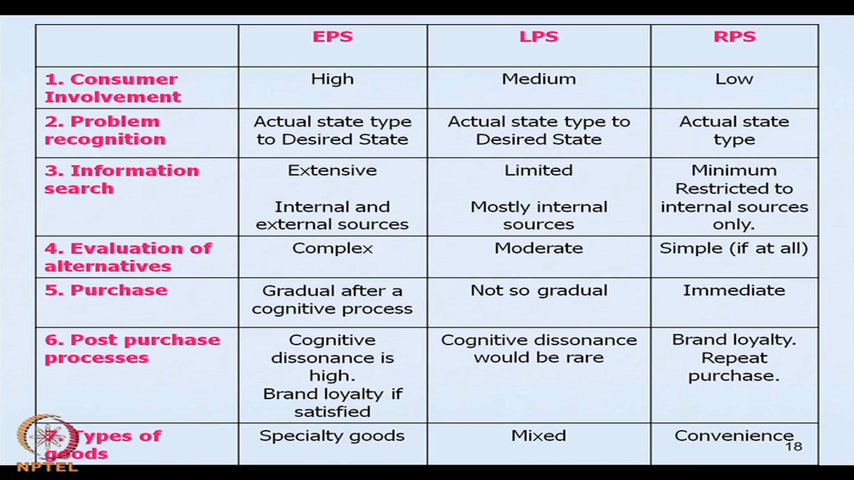 EPS LPS RPS
1. Consumer Involvement High Medium Low
2. Problem recognition Actual state type to Desired State Actual state type to Desired State Actual state type
3. Information search Extensive Internal and external sources Limited Mostly internal sources Minimum Restricted to internal sources only.
4. Evaluation of alternatives Complex Moderate Simple (if at all)
5. Purchase Gradual after a cognitive process Not so gradual Immediate
6. Post purchase processes Cognitive dissonance is high. Brand loyalty if satisfied Cognitive dissonance would be rare Brand loyalty. Repeat purchase.
7. Types of goods Specialty goods Mixed Convenience
18
NPTEL